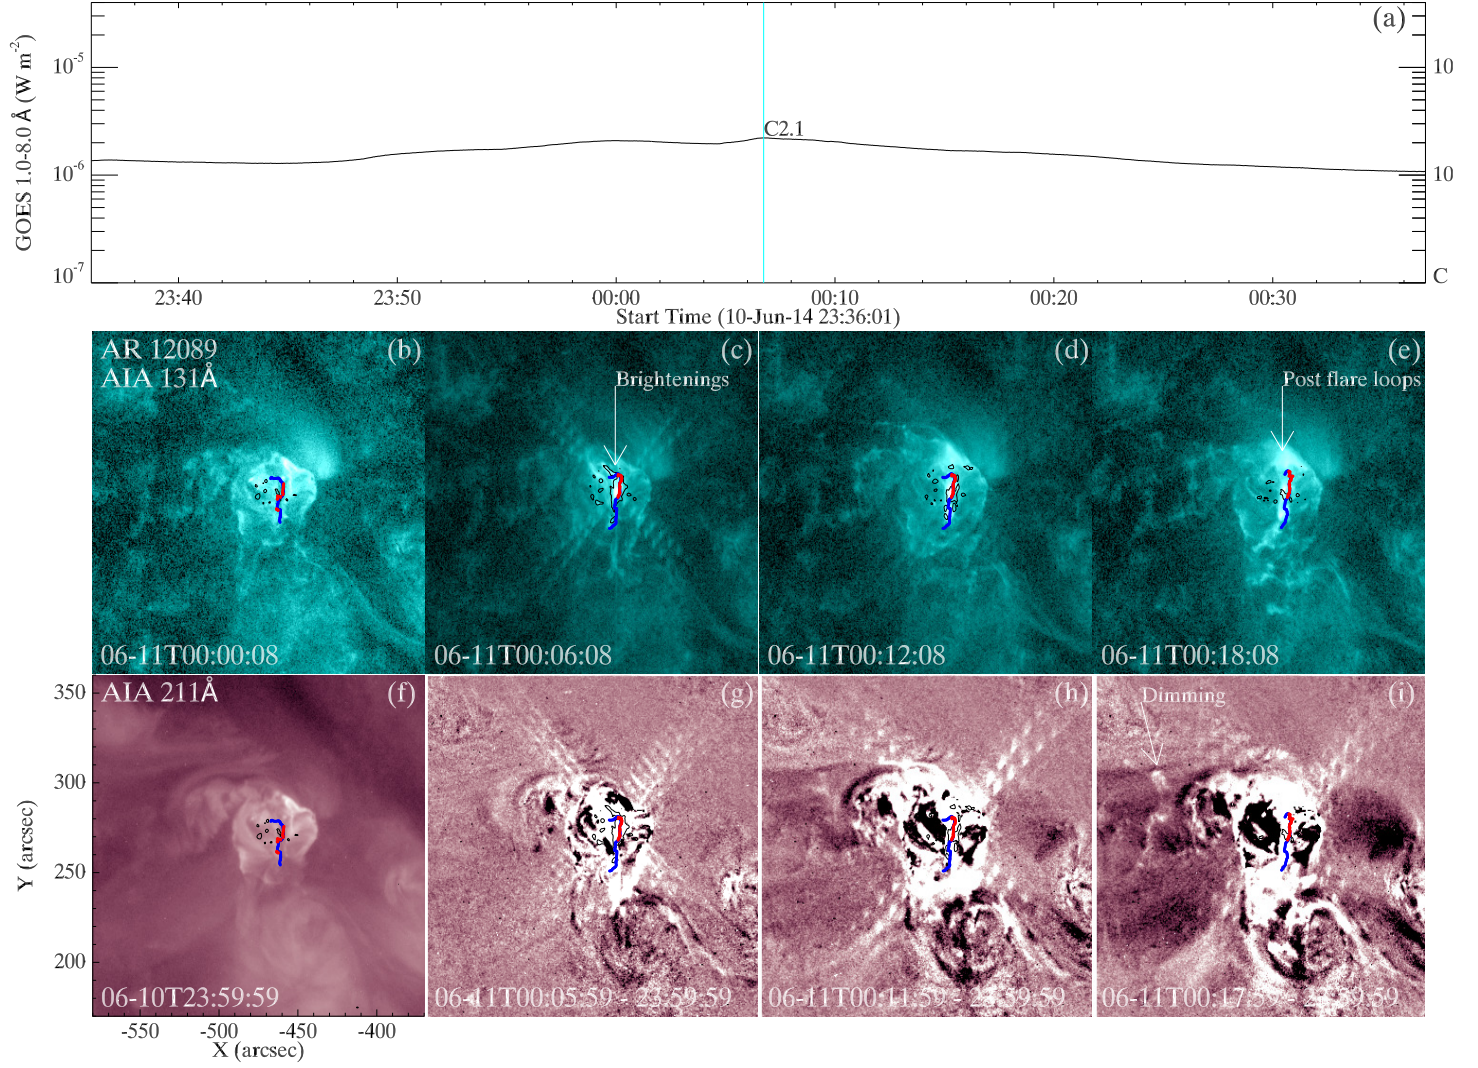 (a)
GOES 1.0-8.0 Å (W m-2)
10-5
10-6
10-7
10
10
C
C2.1
23:40 23:50 00:00 00:10 00:20 00:30
Start Time (10-Jun-14 23:36:01)
AR 12089
AIA 131Å
(b)
06-11T00:00:08
(c)
Brightenings
06-11T00:06:08
(d)
06-11T00:12:08
(e)
Post flare loops
06-11T00:18:08
AIA 211Å
(f)
06-10T23:59:59
(g)
06-11T00:05:59 - 23:59:59
(h)
06-11T00:11:59 - 23:59:59
(i)
Dimming
06-11T00:17:59 - 23:59:59
350
300
250
200
Y (arcsec)
-550 -500 -450 -400
X (arcsec)